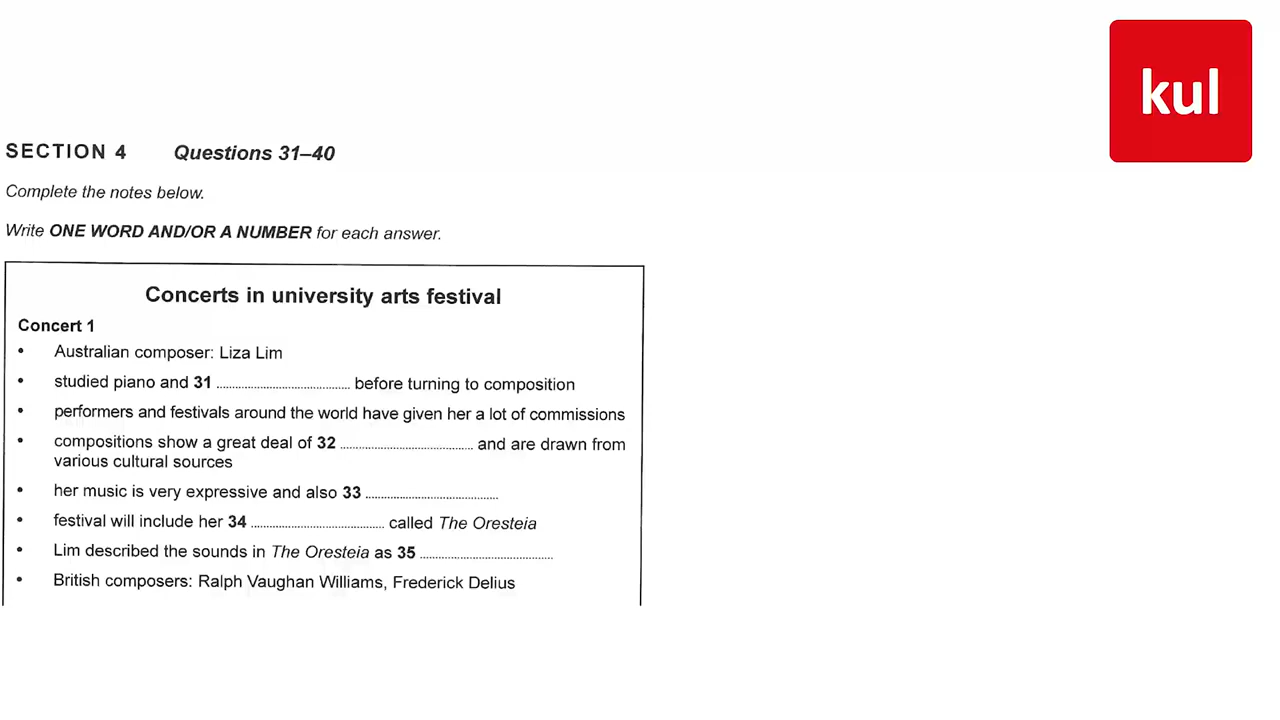 kul
SECTION 4 Questions 31–40
Complete the notes below.
Write ONE WORD AND/OR A NUMBER for each answer.
Concerts in university arts festival
Concert 1
• Australian composer: Liza Lim
• studied piano and 31 .................................. before turning to composition
• performers and festivals around the world have given her a lot of commissions
• compositions show a great deal of 32 .................................. and are drawn from
various cultural sources
• her music is very expressive and also 33 ..................................
• festival will include her 34 .................................. called The Oresteia
• Lim described the sounds in The Oresteia as 35 ..................................
• British composers: Ralph Vaughan Williams, Frederick Delius